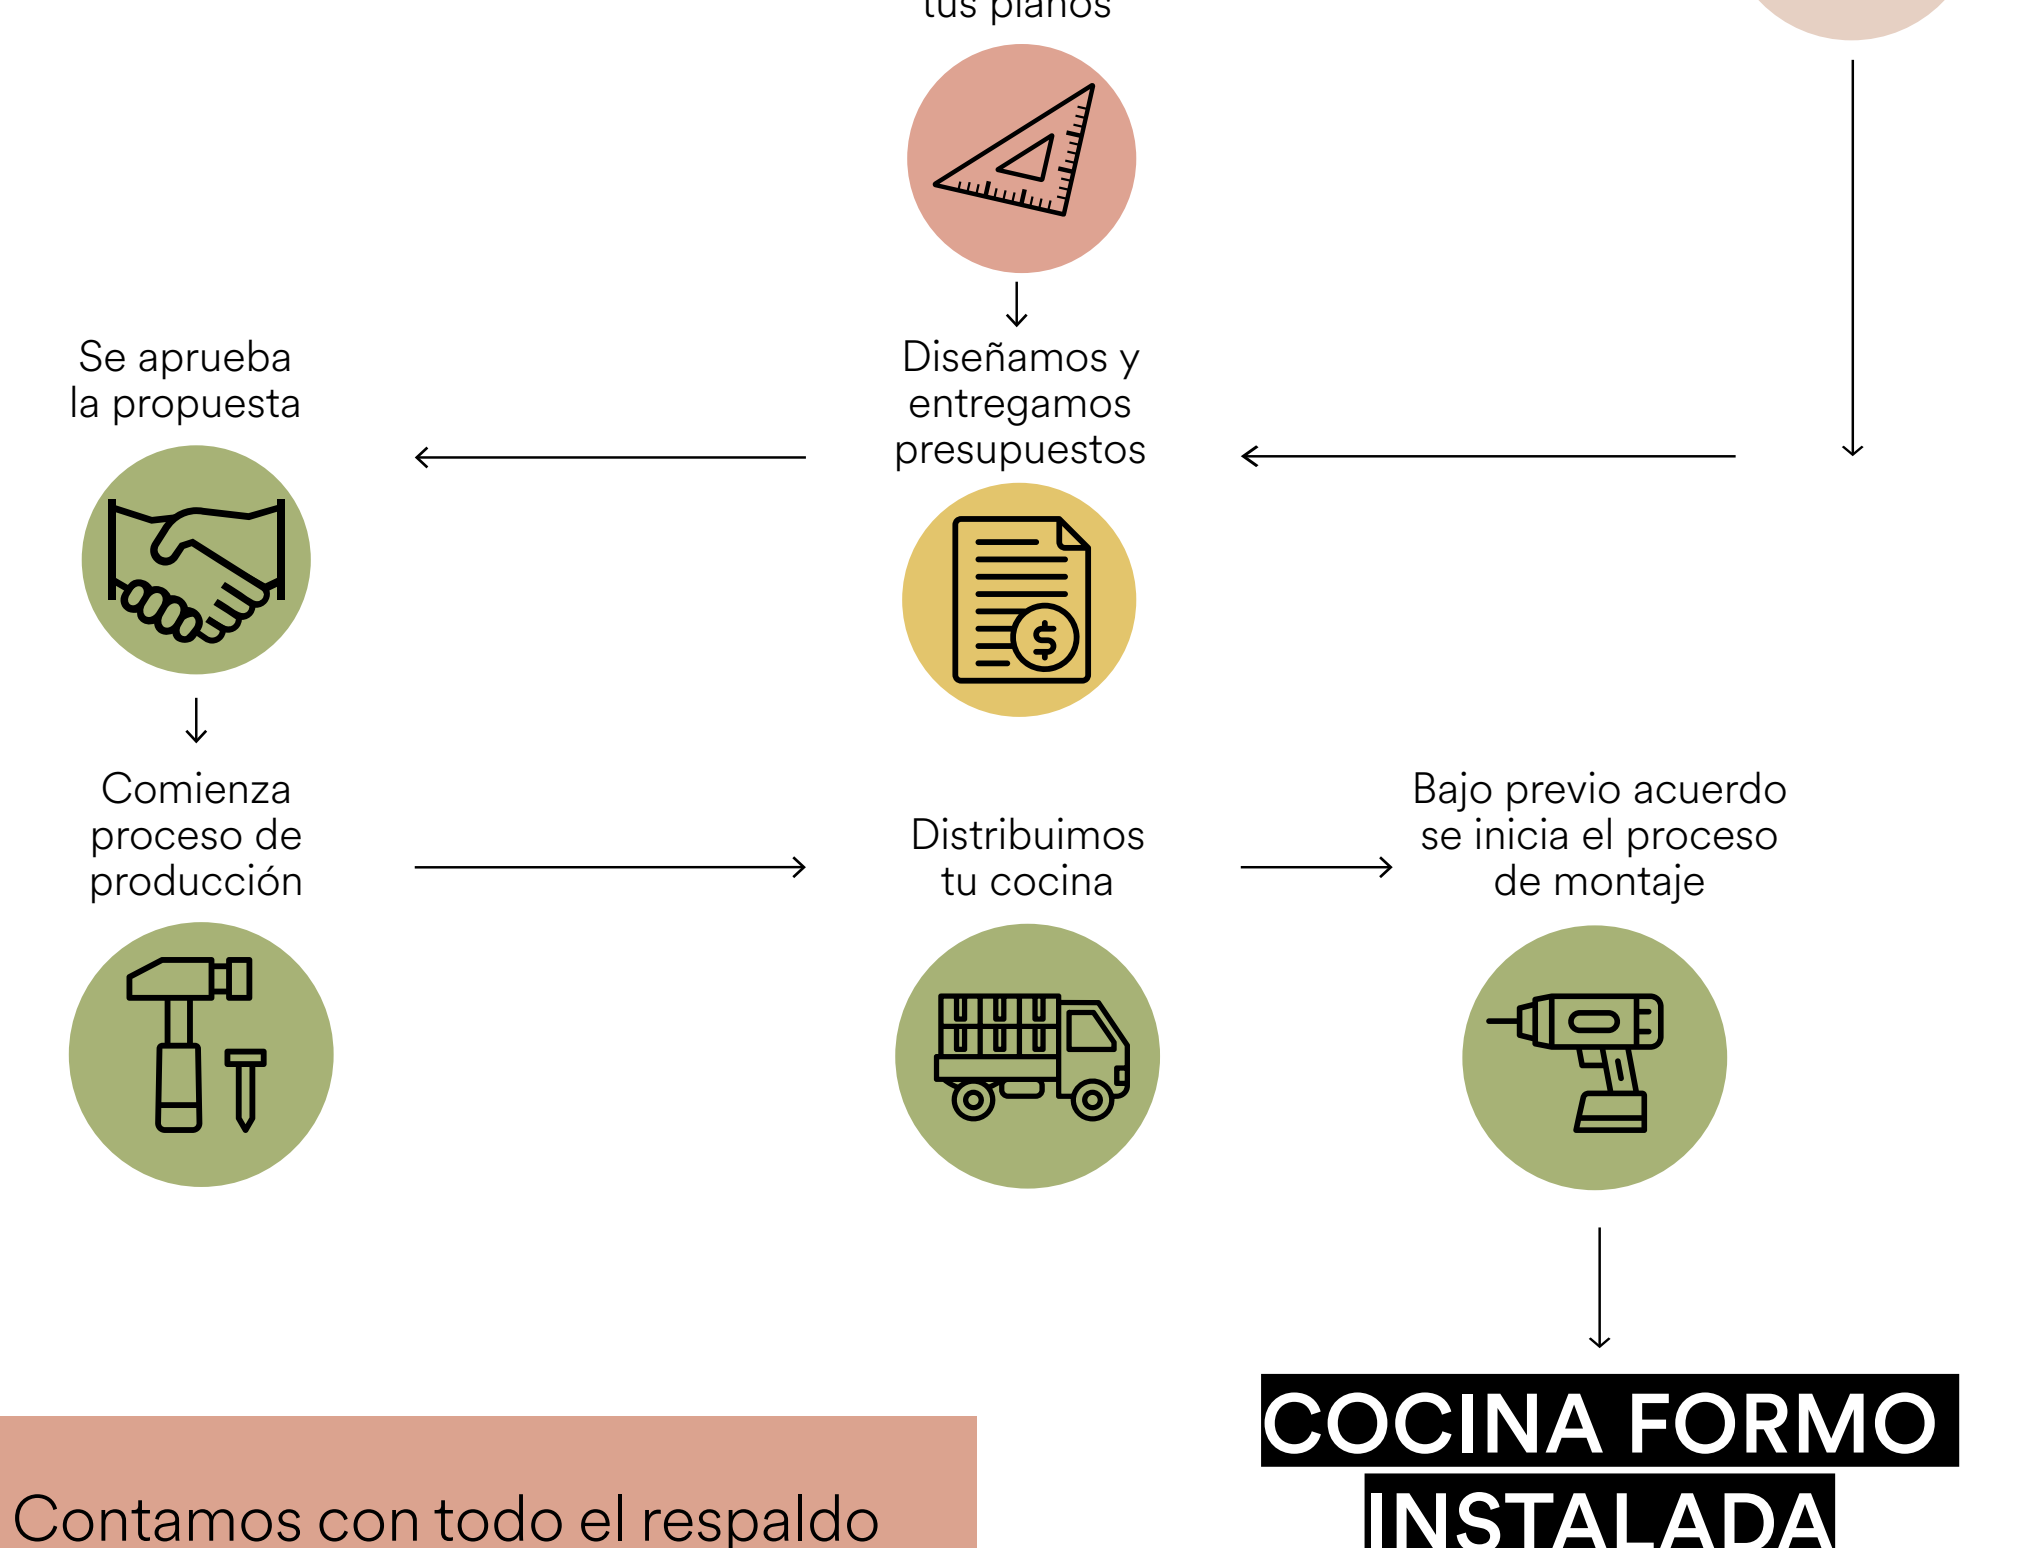 tus planos
Se aprueba
la propuesta
Diseñamos y
entregamos
presupuestos
$
Comienza
proceso de
producción
Distribuimos
tu cocina
Bajo previo acuerdo
se inicia el proceso
de montaje
COCINA FORMO
INSTALADA
Contamos con todo el respaldo